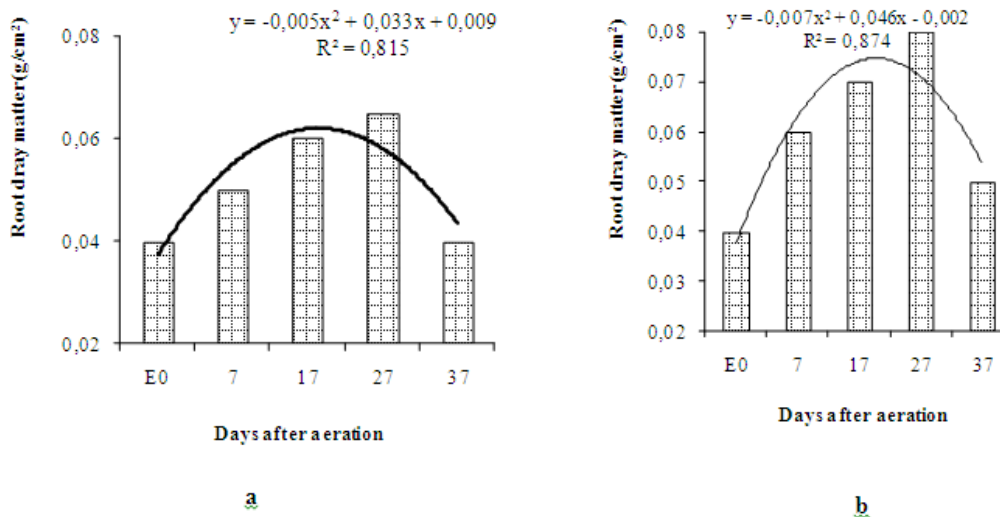 y = -0,005x² + 0,033x + 0,009
R² = 0,815
Root dray matter(g/cm²)
0,08
0,06
0,04
0,02
E0 7 17 27 37
Days after aeration
a
y = -0,007x² + 0,046x - 0,002
R² = 0,874
Root dray matter(g/cm²)
0,08
0,07
0,06
0,05
0,04
0,03
0,02
E0 7 17 27 37
Days after aeration
b